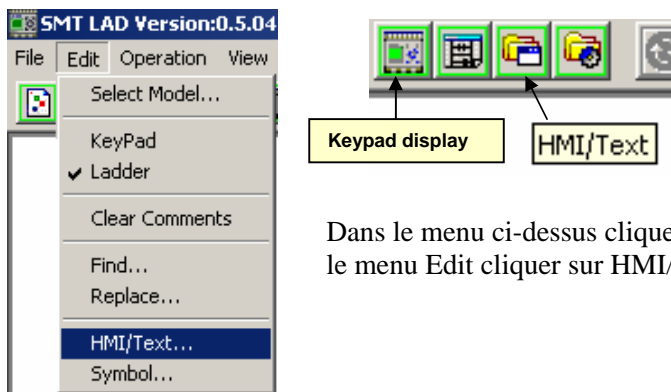 SMT LAD Version:0.5.04
File Edit Operation View
Select Model...
KeyPad
Ladder
Clear Comments
Find...
Replace...
HMI/Text...
Symbol...
Keypad display
HMI/Text
Dans le menu ci-dessus clique
le menu Edit cliquer sur HMI/